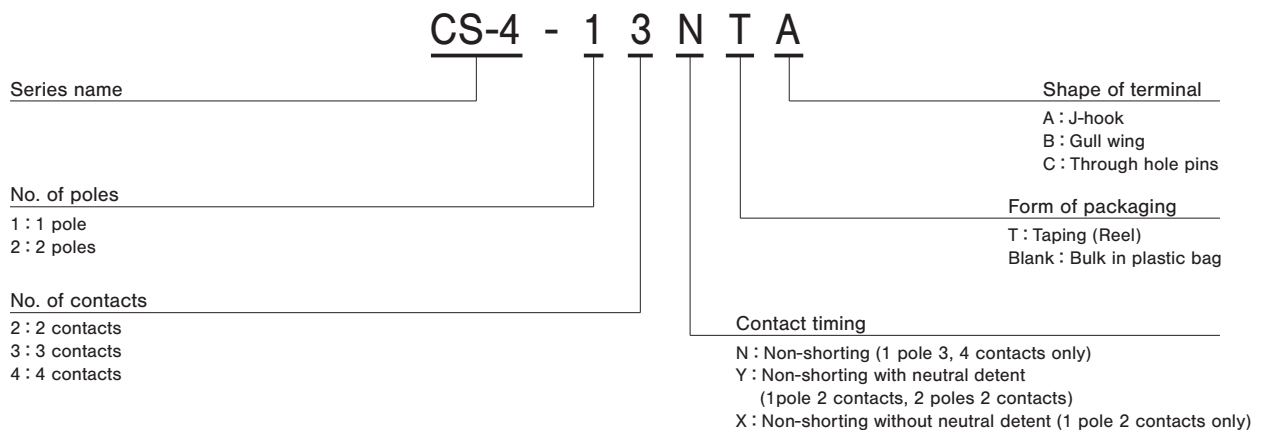 CS-4 - 1 3 N T A
Series name
Shape of terminal
A : J-hook
B : Gull wing
C : Through hole pins
No. of poles
1 : 1 pole
2 : 2 poles
Form of packaging
T : Taping (Reel)
Blank : Bulk in plastic bag
No. of contacts
2 : 2 contacts
3 : 3 contacts
4 : 4 contacts
Contact timing
N : Non-shorting (1 pole 3, 4 contacts only)
Y : Non-shorting with neutral detent
(1pole 2 contacts, 2 poles 2 contacts)
X : Non-shorting without neutral detent (1 pole 2 contacts only)